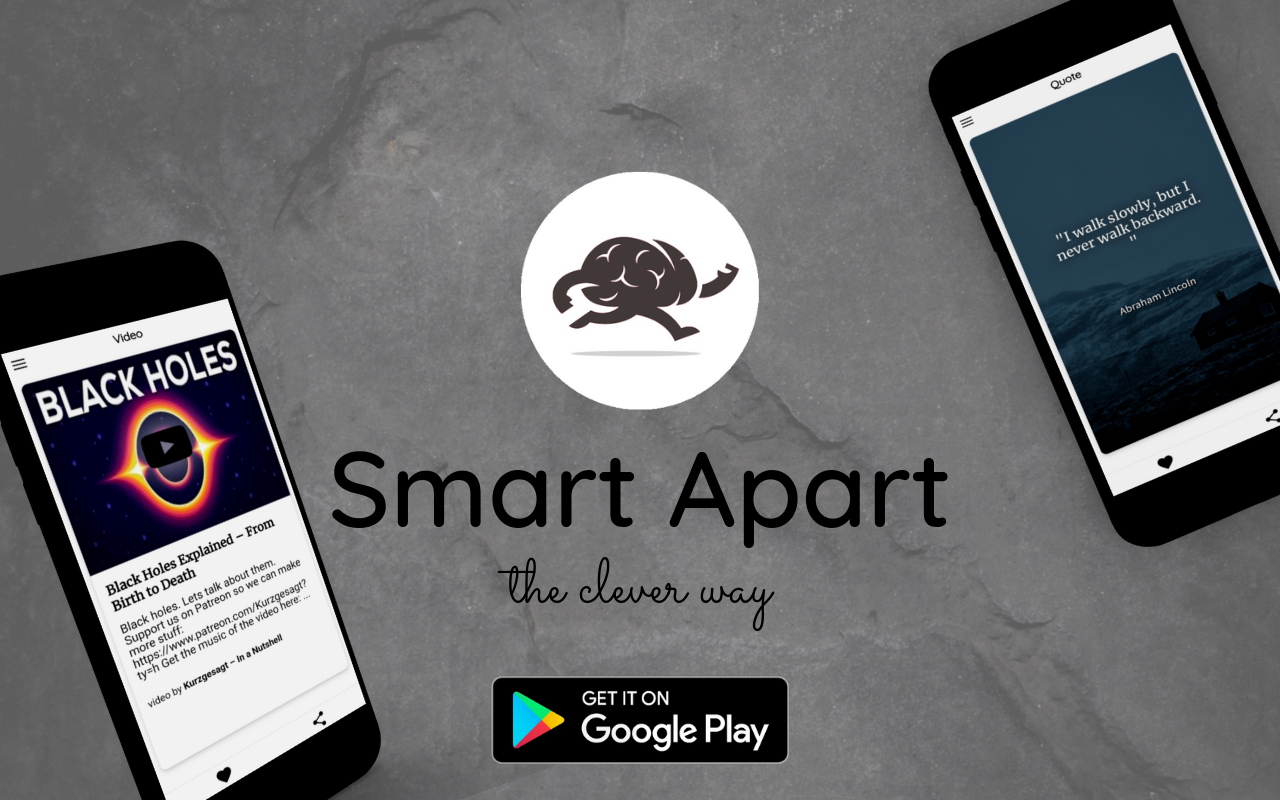 Quote
"I walk slowly, but I
never walk backward.
"
Abraham Lincoln
Video
BLACK HOLES
Black Holes Explained – From
Birth to Death
Black holes. Lets talk about them.
Support us on Patreon so we can make
more stuff:
https://www.patreon.com/Kurzgesagt?
ty=h Get the music of the video here: ...
video by Kurzgesagt – In a Nutshell
Smart Apart
the clever way
GET IT ON
Google Play